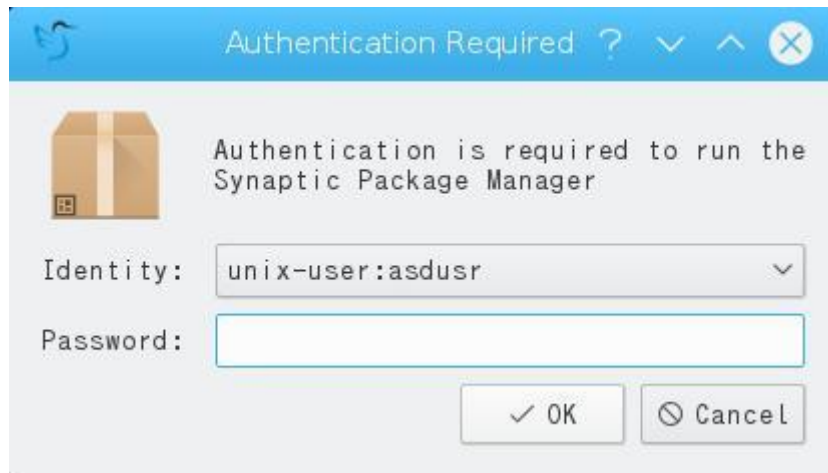 Authentication Required ?
Authentication is required to run the
Synaptic Package Manager
Identity: unix-user:asdusr
Password:
OK Cancel